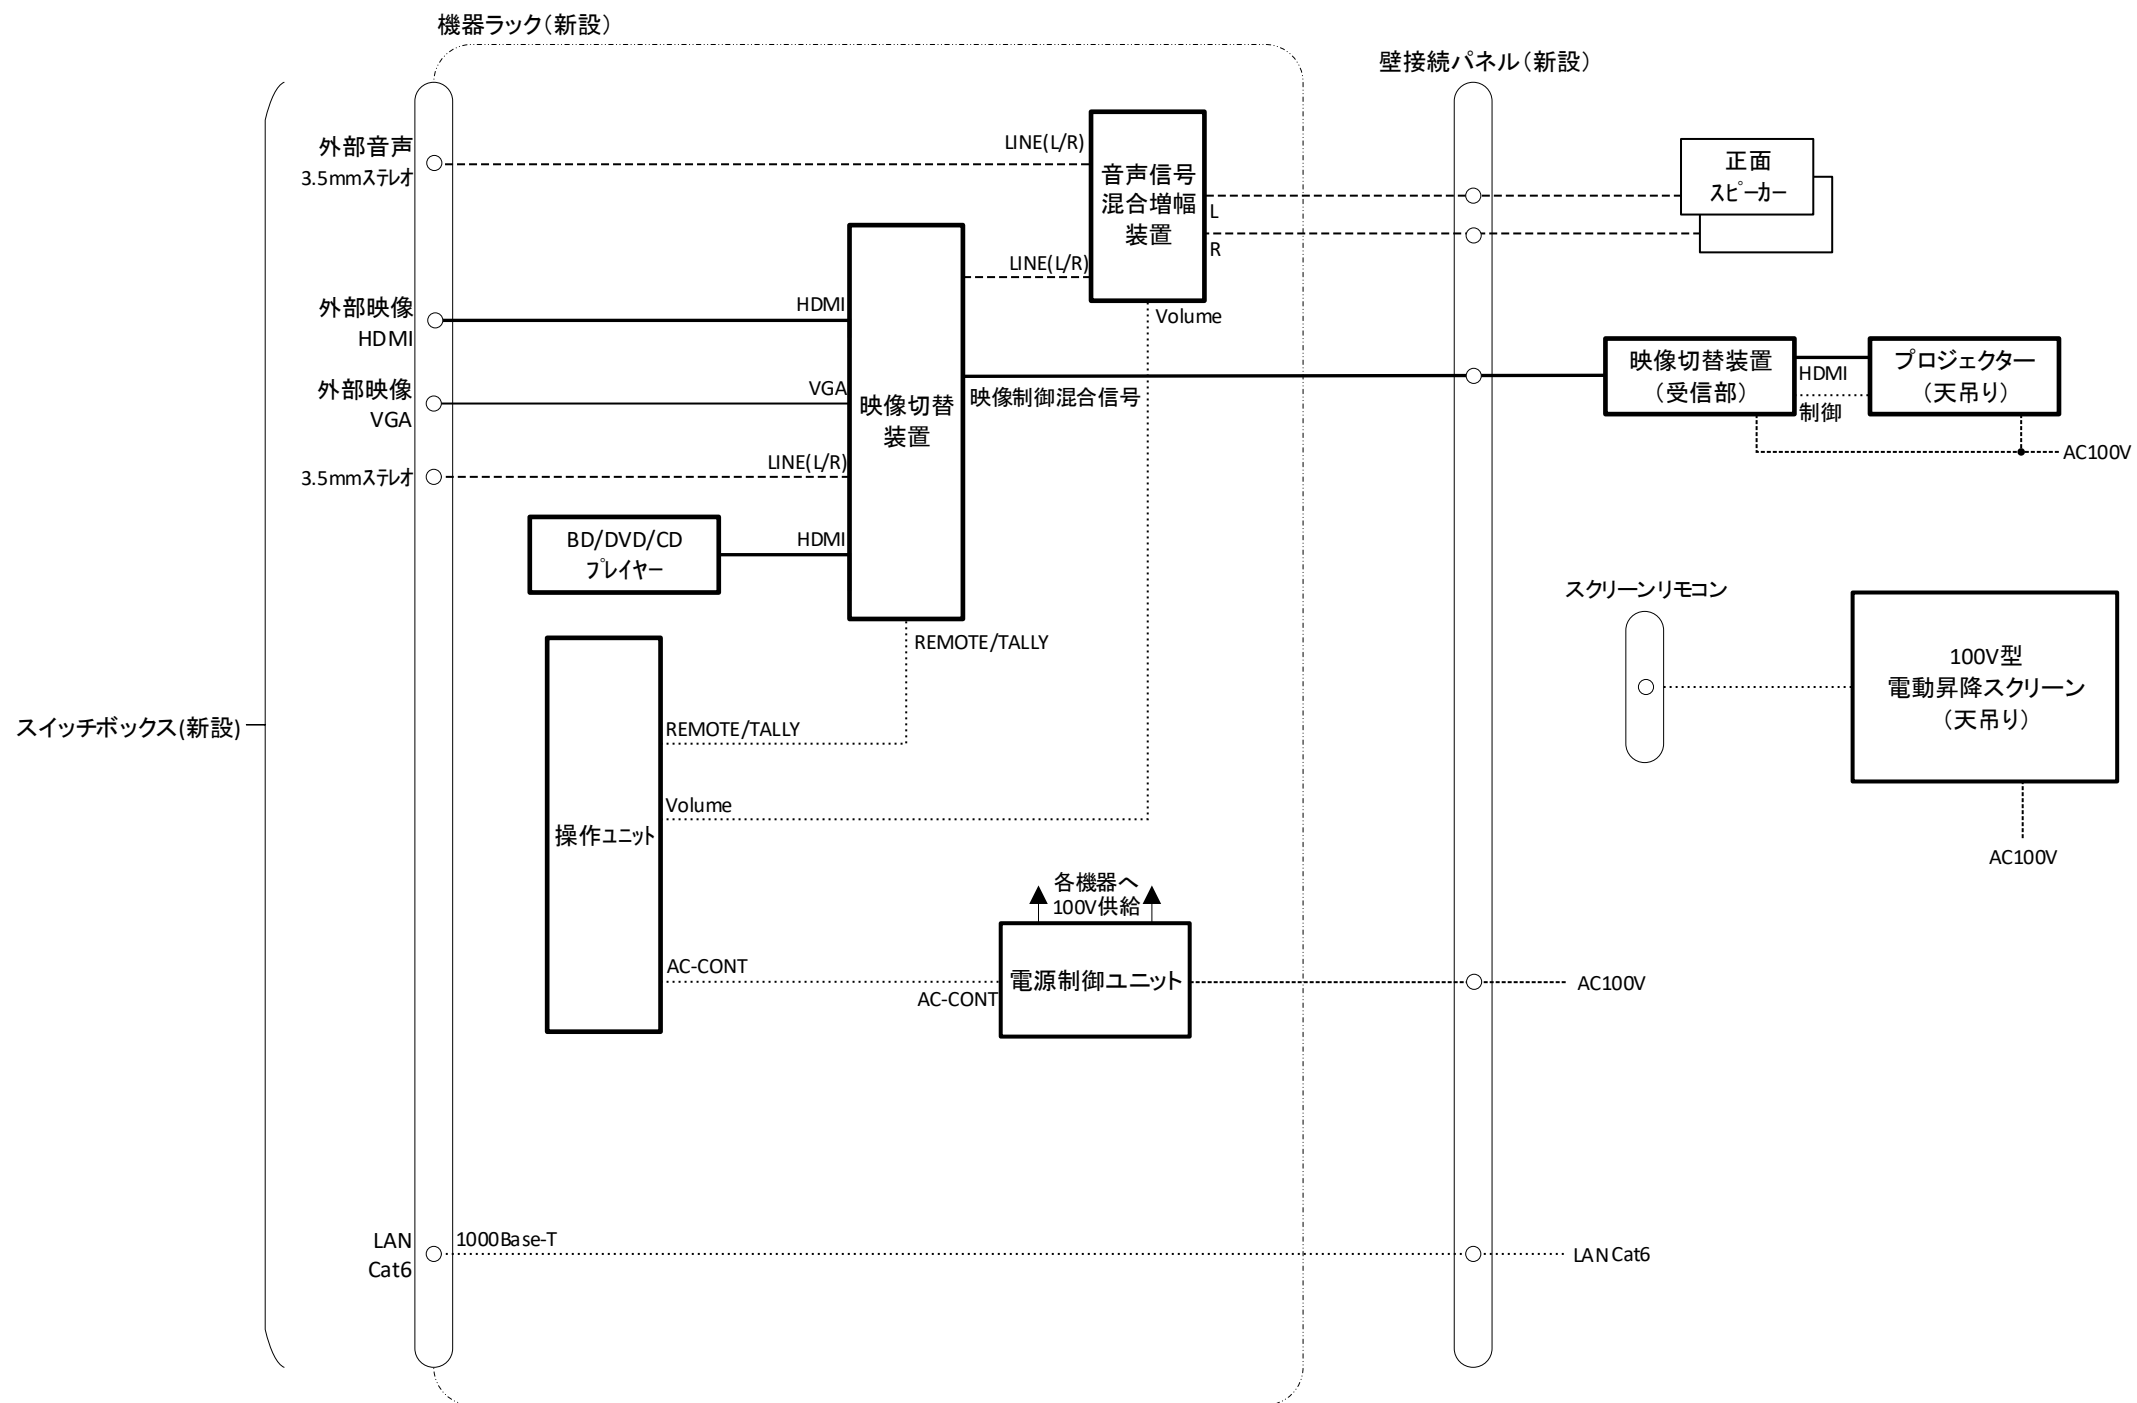 機器ラック（新設）
壁接続パネル（新設）
外部音声
3.5mmｽﾃﾚｵ
LINE(L/R)
音声信号
混合増幅
装置
L
R
正面
ｽﾋﾟｰｶｰ
LINE(L/R)
Volume
外部映像
HDMI
HDMI
外部映像
VGA
VGA
3.5mmｽﾃﾚｵ
LINE(L/R)
映像切替
装置
映像制御混合信号
映像切替装置
（受信部）
HDMI
制御
プロジェクター
（天吊り）
AC100V
BD/DVD/CD
ﾌﾟﾚｲﾔｰ
HDMI
REMOTE/TALLY
スクリーンリモコン
100V型
電動昇降スクリーン
（天吊り）
AC100V
スイッチボックス(新設)
操作ﾕﾆｯﾄ
REMOTE/TALLY
Volume
AC-CONT
各機器へ
100V供給
AC-CONT
電源制御ユニット
AC100V
LAN
Cat6
1000Base-T
LAN Cat6